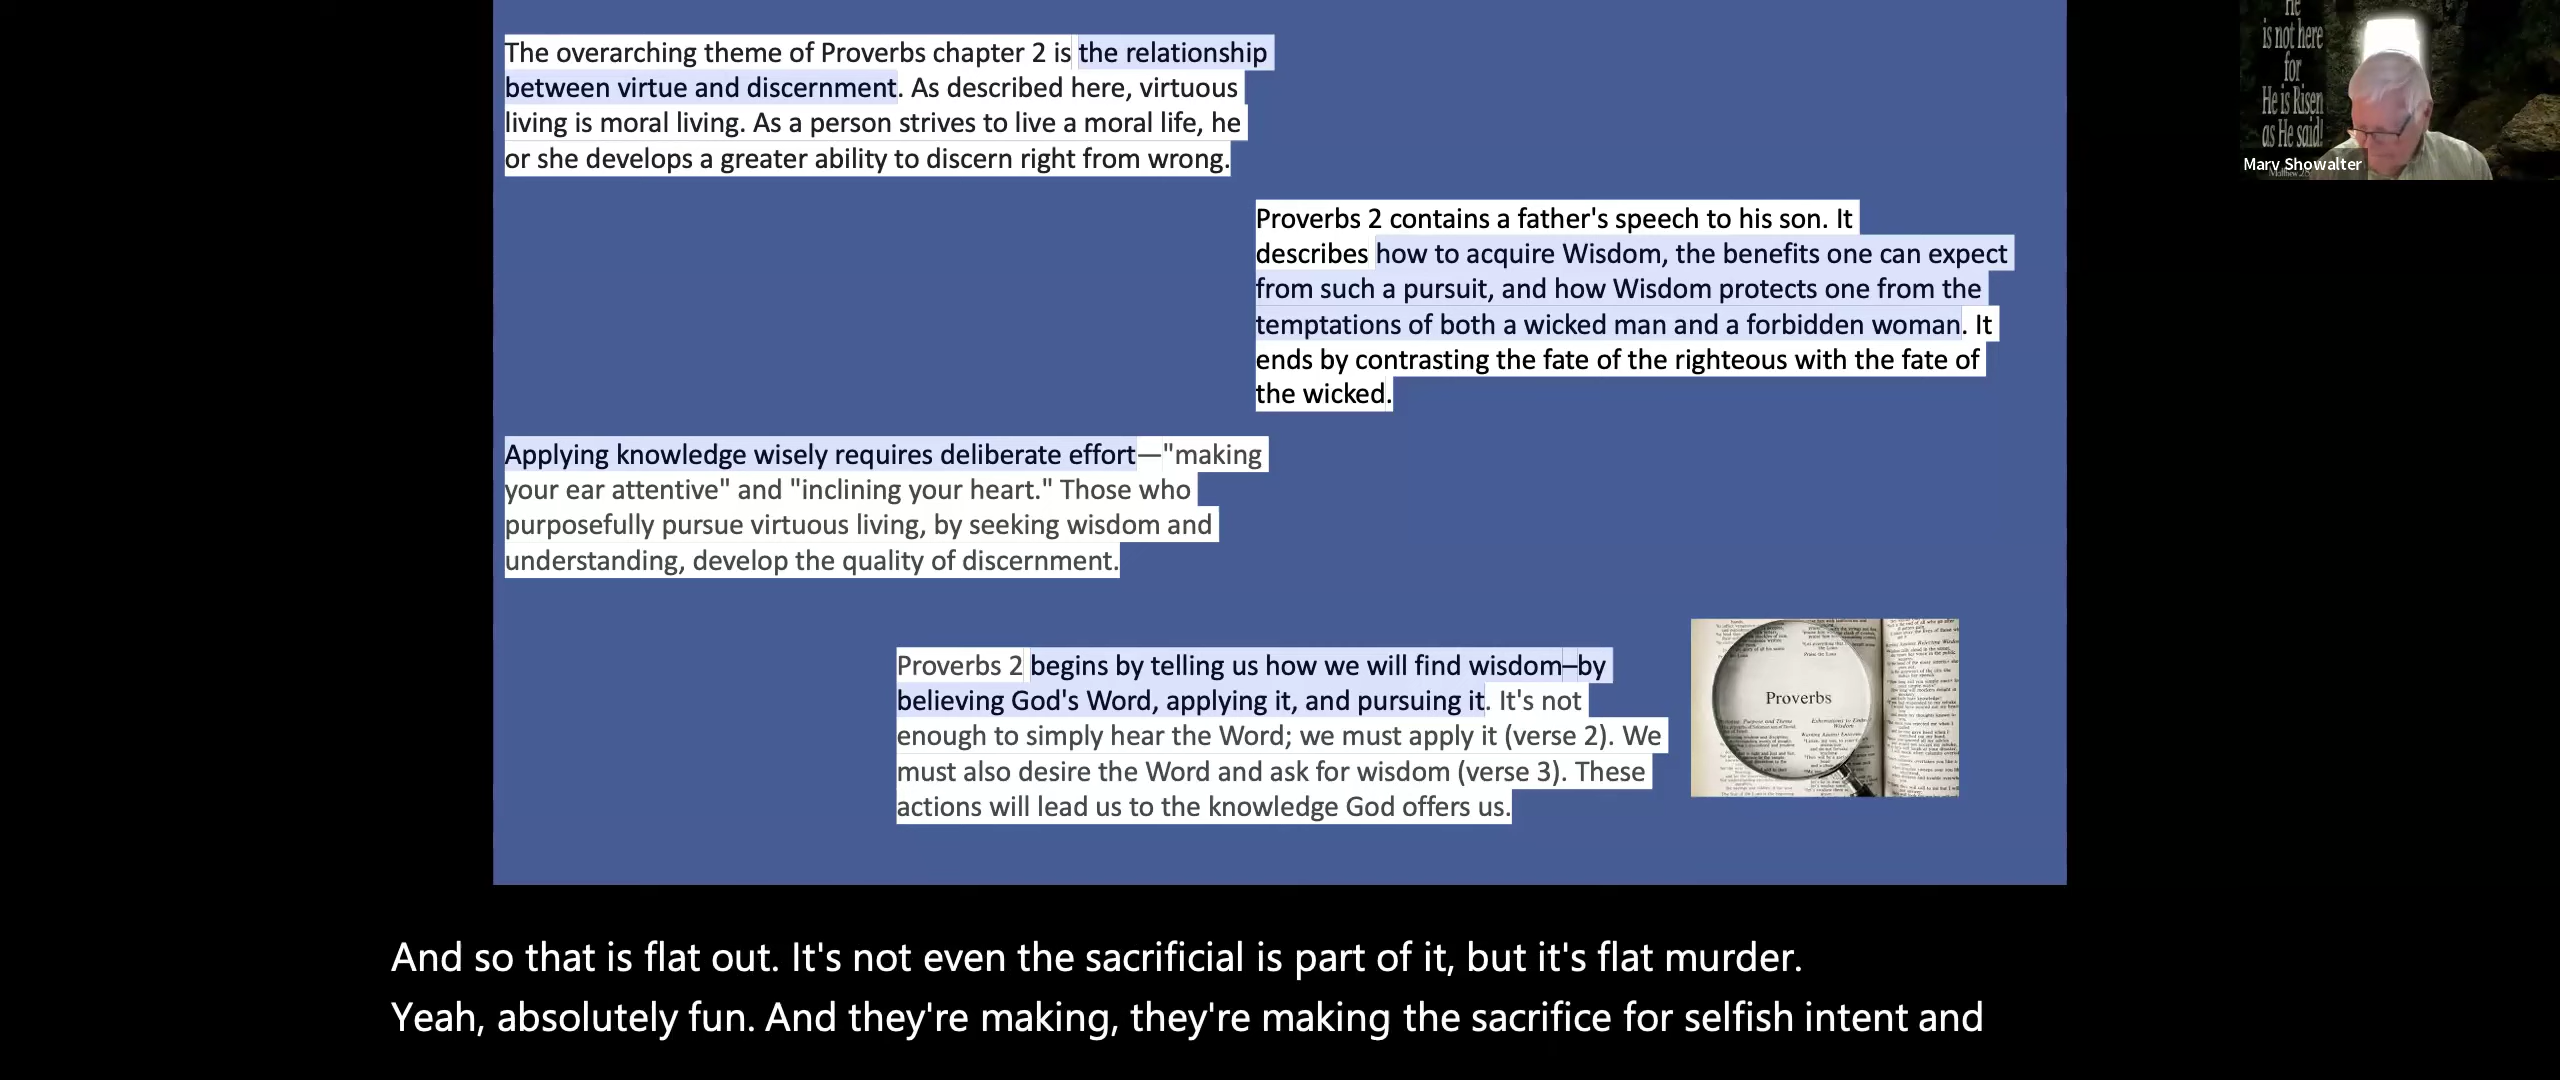 The overarching theme of Proverbs chapter 2 is the relationship
between virtue and discernment. As described here, virtuous
living is moral living. As a person strives to live a moral life, he
or she develops a greater ability to discern right from wrong.
He
is not here
for
He is Risen
as He said!
Marv Showalter
Proverbs 2 contains a father's speech to his son. It
describes how to acquire Wisdom, the benefits one can expect
from such a pursuit, and how Wisdom protects one from the
temptations of both a wicked man and a forbidden woman. It
ends by contrasting the fate of the righteous with the fate of
the wicked.
Applying knowledge wisely requires deliberate effort—"making
your ear attentive" and "inclining your heart." Those who
purposefully pursue virtuous living, by seeking wisdom and
understanding, develop the quality of discernment.
Proverbs 2 begins by telling us how we will find wisdom–by
believing God's Word, applying it, and pursuing it. It's not
enough to simply hear the Word; we must apply it (verse 2). We
must also desire the Word and ask for wisdom (verse 3). These
actions will lead us to the knowledge God offers us.
Proverbs
And so that is flat out. It's not even the sacrificial is part of it, but it's flat murder.
Yeah, absolutely fun. And they're making, they're making the sacrifice for selfish intent and